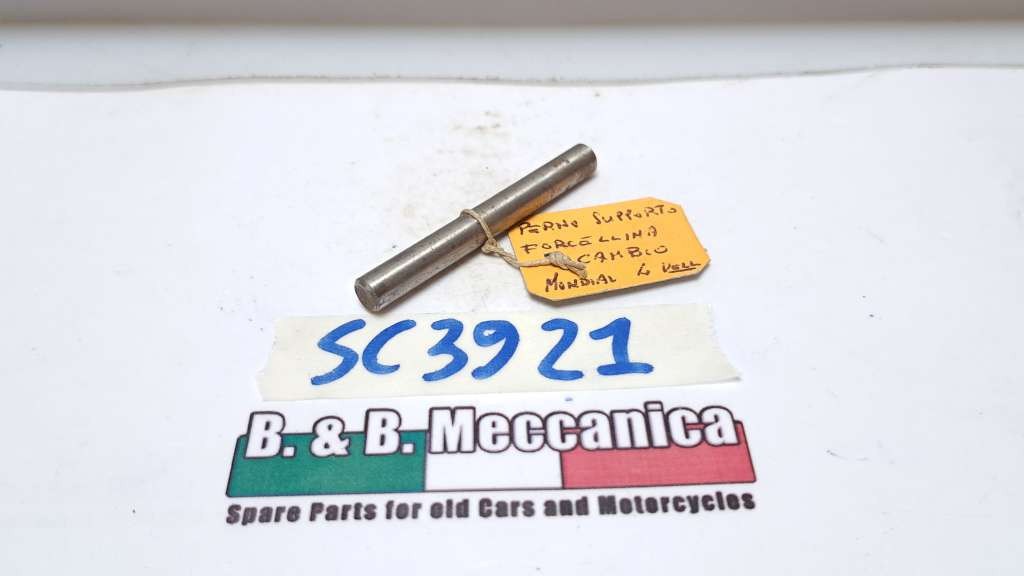 PERNO SUPPORTO
FORCELLINA
CAMBIO
MONDIAL 4 VELL
SC3921
B. & B. Meccanica
Spare Parts for old Cars and Motorcycles